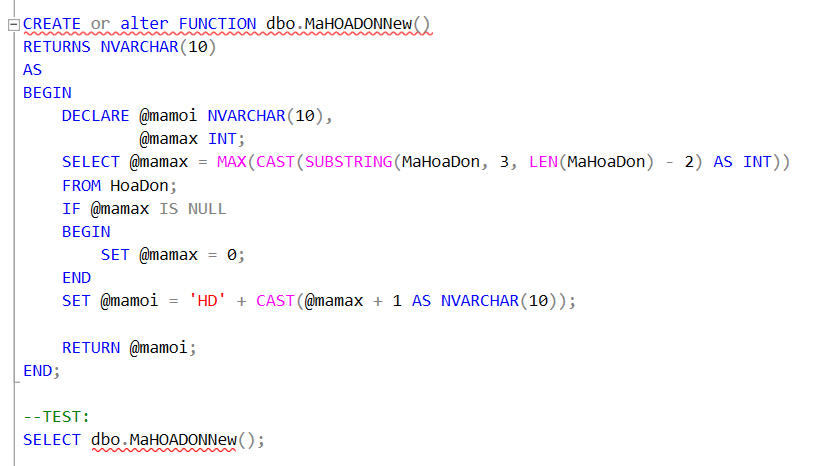 CREATE or alter FUNCTION dbo.MaHOADONNew()
RETURNS NVARCHAR(10)
AS
BEGIN
    DECLARE @mamoi NVARCHAR(10),
            @mamax INT;
    SELECT @mamax = MAX(CAST(SUBSTRING(MaHoaDon, 3, LEN(MaHoaDon) - 2) AS INT))
    FROM HoaDon;
    IF @mamax IS NULL
    BEGIN
        SET @mamax = 0;
    END
    SET @mamoi = 'HD' + CAST(@mamax + 1 AS NVARCHAR(10));

    RETURN @mamoi;
END;

--TEST:
SELECT dbo.MaHOADONNew();